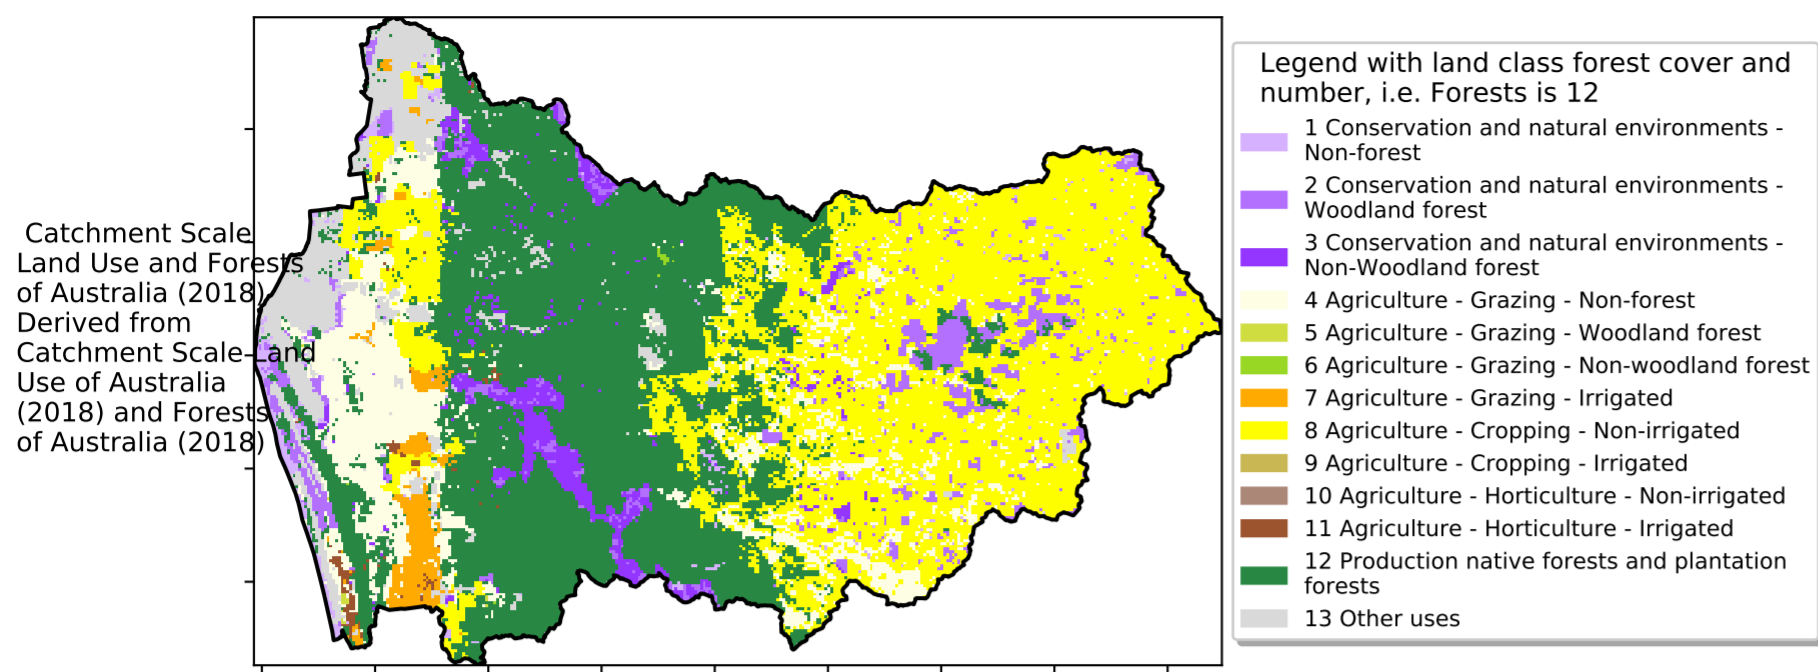 Catchment Scale
Land Use and Forests
of Australia (2018)
Derived from
Catchment Scale Land
Use of Australia
(2018) and Forests
of Australia (2018)
Legend with land class forest cover and
number, i.e. Forests is 12
1 Conservation and natural environments -
Non-forest
2 Conservation and natural environments -
Woodland forest
3 Conservation and natural environments -
Non-Woodland forest
4 Agriculture - Grazing - Non-forest
5 Agriculture - Grazing - Woodland forest
6 Agriculture - Grazing - Non-woodland forest
7 Agriculture - Grazing - Irrigated
8 Agriculture - Cropping - Non-irrigated
9 Agriculture - Cropping - Irrigated
10 Agriculture - Horticulture - Non-irrigated
11 Agriculture - Horticulture - Irrigated
12 Production native forests and plantation
forests
13 Other uses